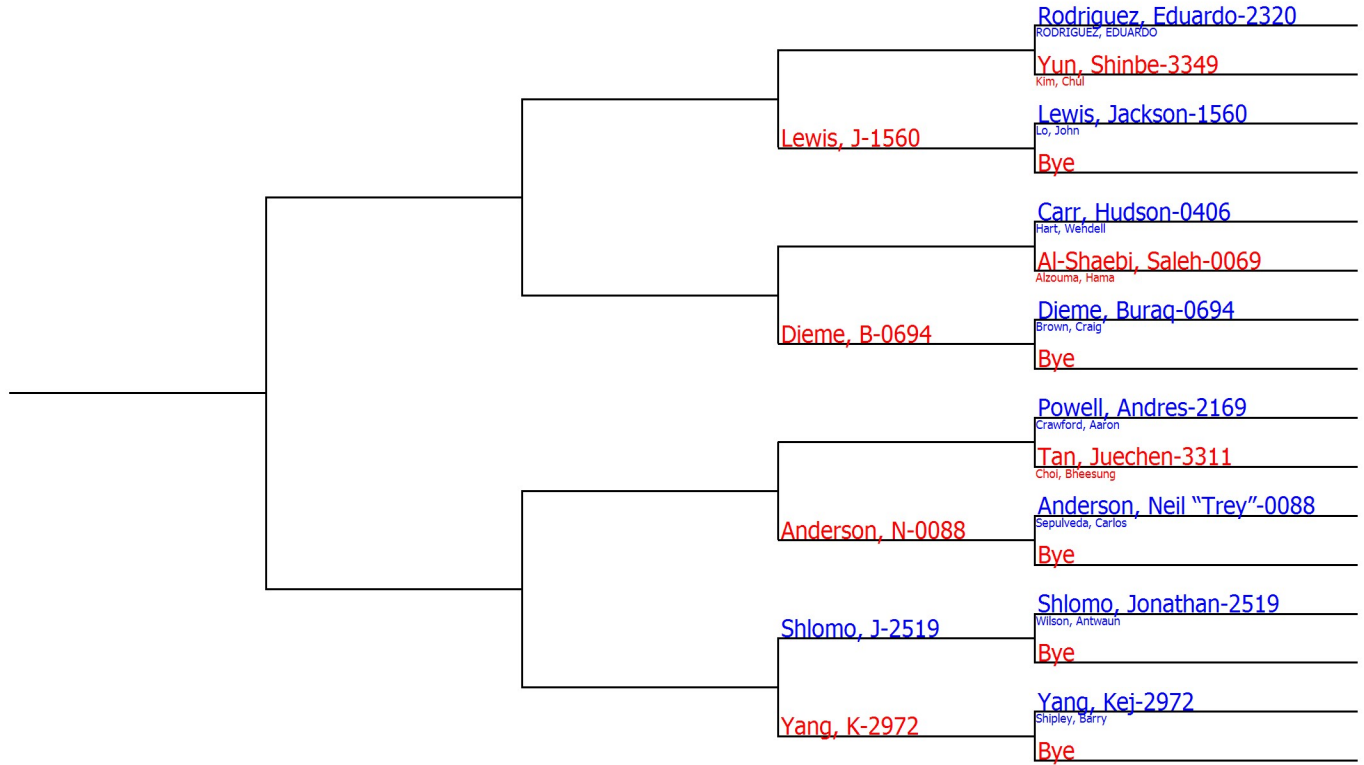 Rodriguez, Eduardo-2320
RODRIGUEZ, EDUARDO
Yun, Shinbe-3349
Kim, Chul
Lewis, Jackson-1560
Lo, John
Lewis, J-1560
Bye
Carr, Hudson-0406
Hart, Wendell
Al-Shaebi, Saleh-0069
Alzouma, Hama
Dieme, Buraq-0694
Brown, Craig
Dieme, B-0694
Bye
Powell, Andres-2169
Crawford, Aaron
Tan, Juechen-3311
Choi, Bheesung
Anderson, Neil “Trey”-0088
Sepulveda, Carlos
Anderson, N-0088
Bye
Shlomo, Jonathan-2519
Wilson, Antwaun
Shlomo, J-2519
Bye
Yang, Kej-2972
Shipley, Barry
Yang, K-2972
Bye